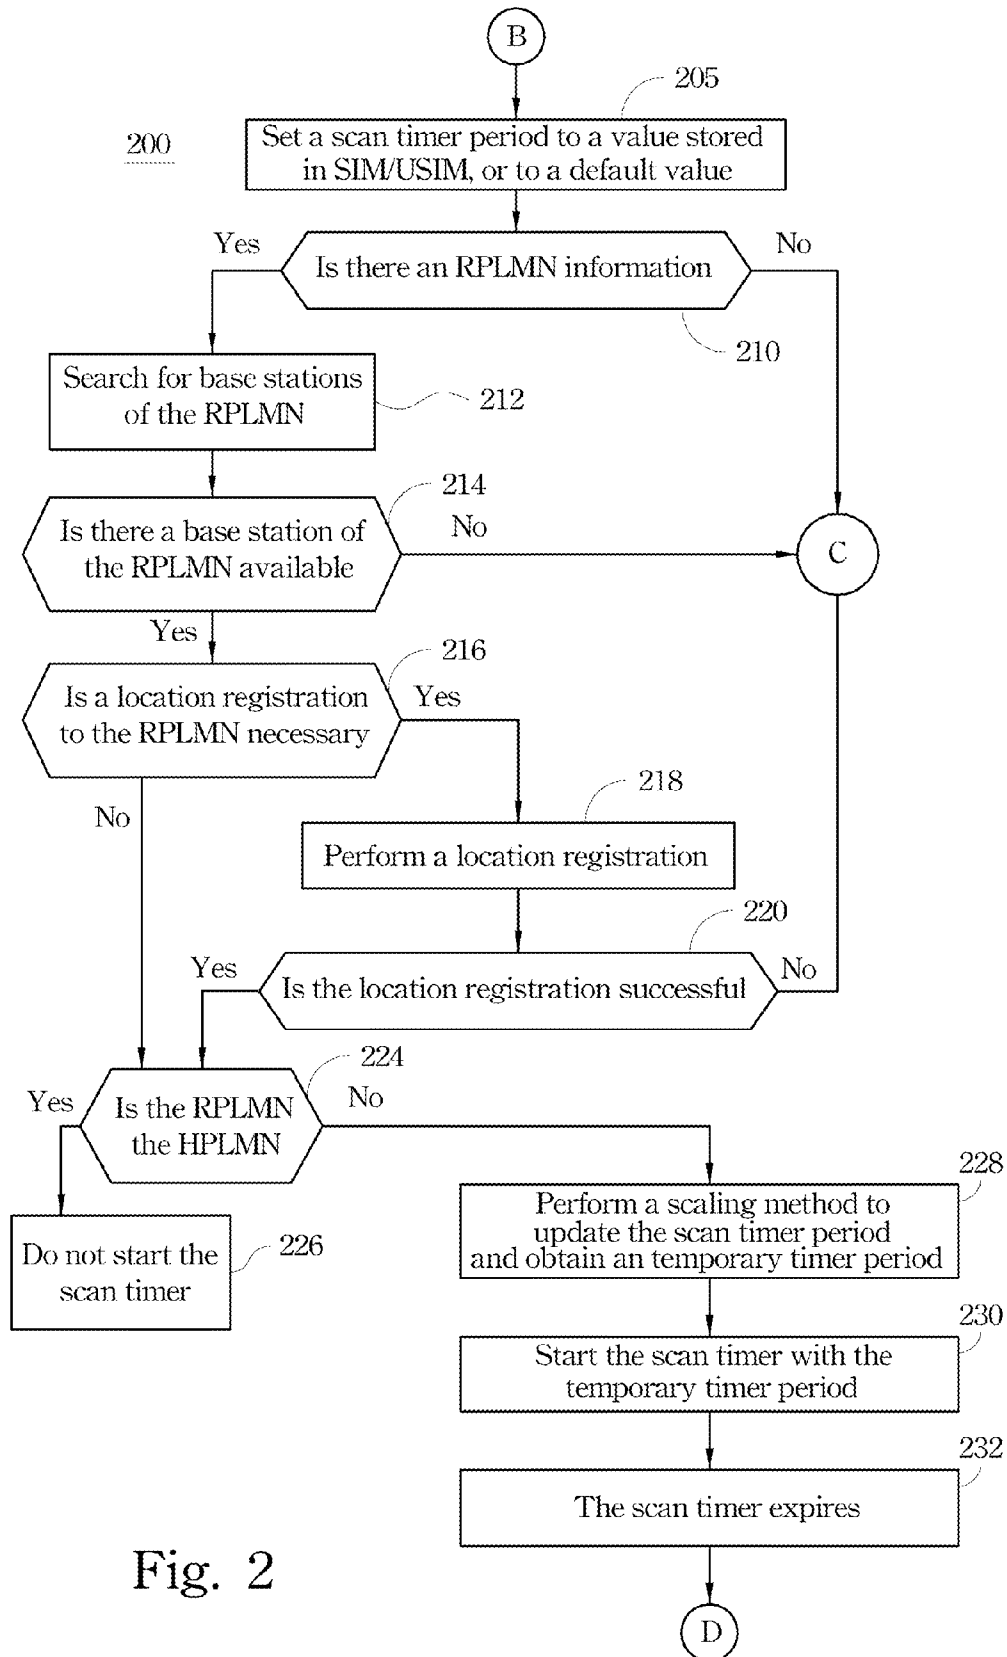 B
205
200
Set a scan timer period to a value stored
in SIM/USIM, or to a default value
Yes
No
Is there an RPLMN information
210
Search for base stations
of the RPLMN
212
214
Is there a base station of
the RPLMN available
No
C
Yes
216
Is a location registration
to the RPLMN necessary
Yes
218
No
Perform a location registration
220
Yes
Is the location registration successful
No
224
Yes
Is the RPLMN
the HPLMN
No
228
Perform a scaling method to
update the scan timer period
and obtain an temporary timer period
Do not start the
scan timer
226
230
Start the scan timer with the
temporary timer period
232
The scan timer expires
Fig. 2
D